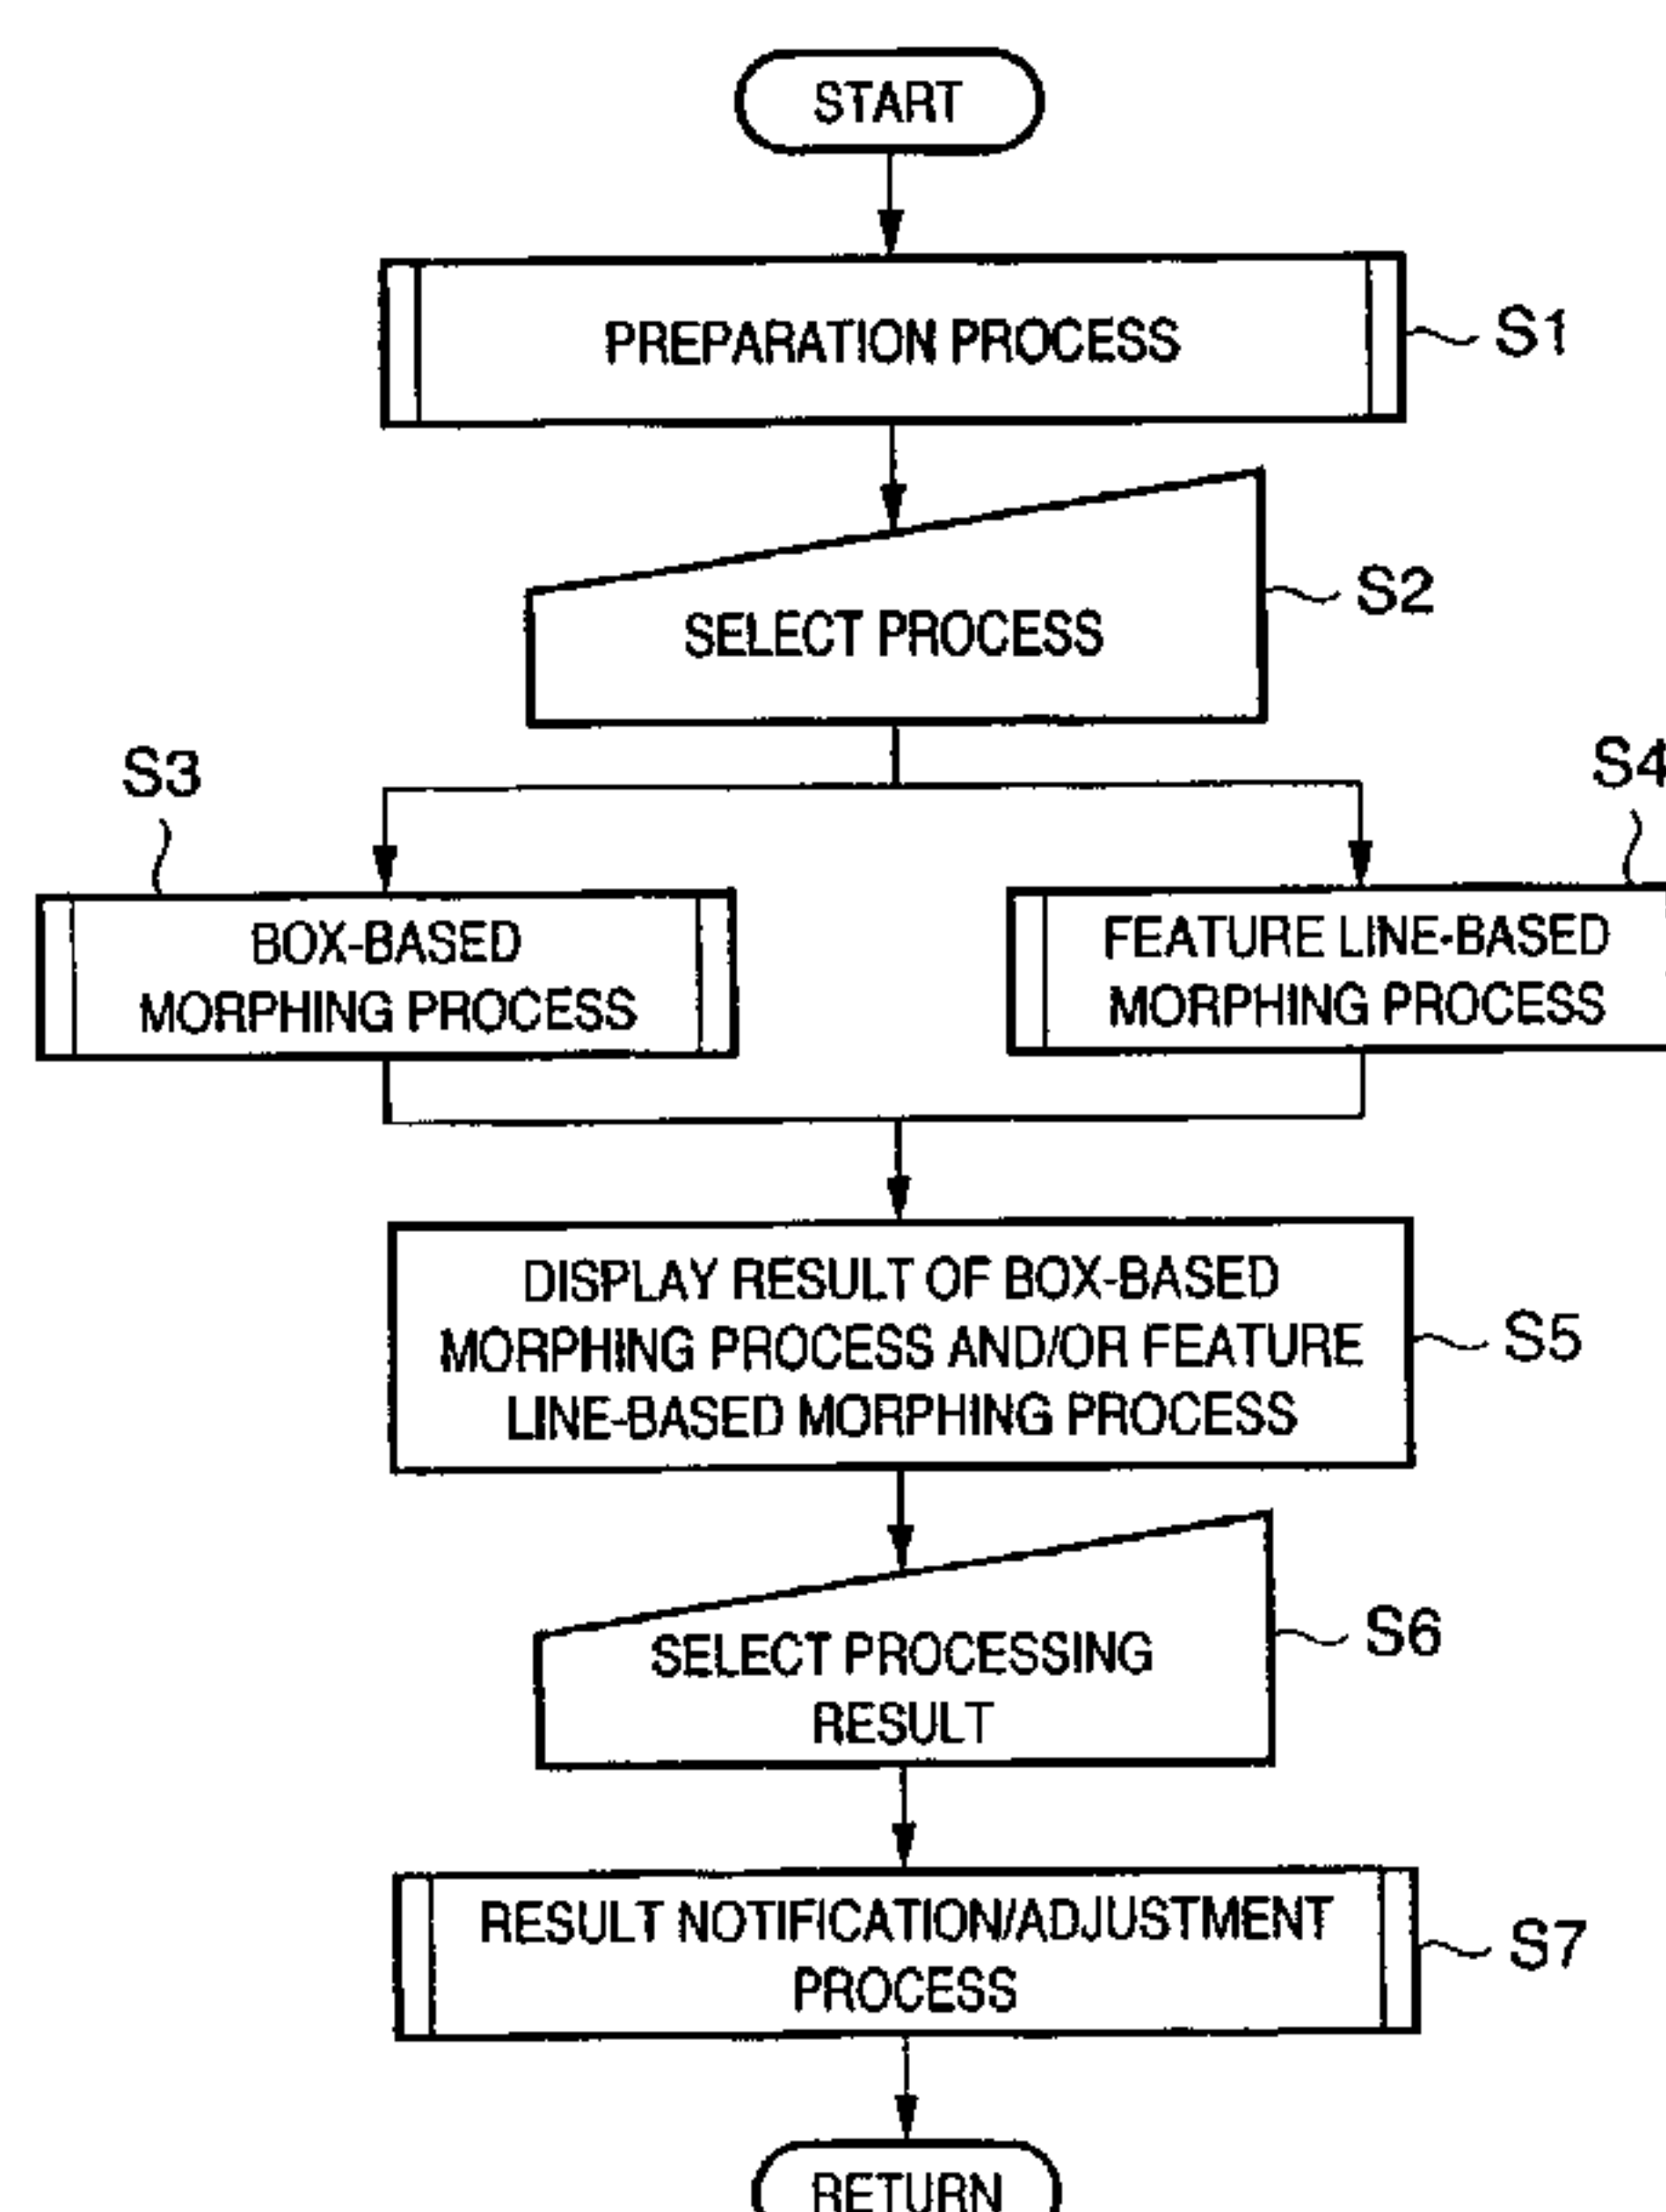 START
PREPARATION PROCESS
S1
SELECT PROCESS
S2
S3
S4
BOX-BASED
MORPHING PROCESS
FEATURE LINE-BASED
MORPHING PROCESS
DISPLAY RESULT OF BOX-BASED
MORPHING PROCESS AND/OR FEATURE
LINE-BASED MORPHING PROCESS
S5
SELECT PROCESSING
RESULT
S6
RESULT NOTIFICATION/ADJUSTMENT
PROCESS
S7
RETURN